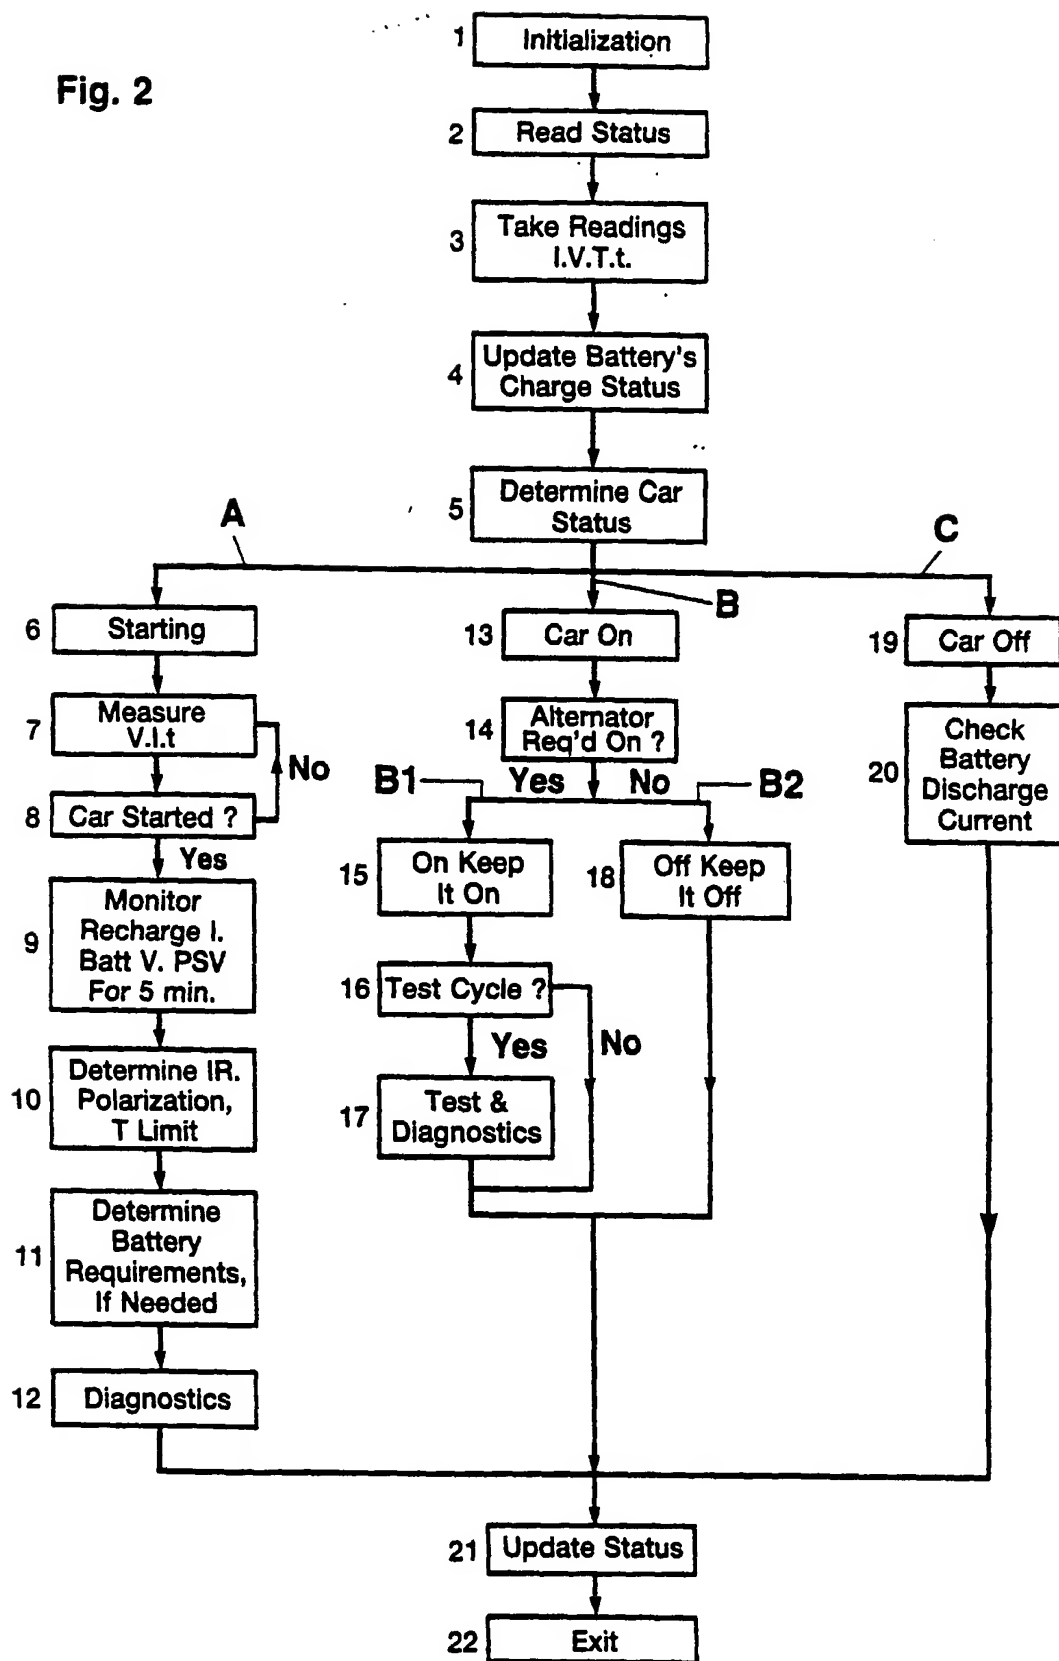 Fig. 2
1 Initialization
2 Read Status
3 Take Readings
I.V.T.t.
4 Update Battery's
Charge Status
5 Determine Car
Status
A
B
C
6 Starting
7 Measure
V.I.t
8 Car Started ?
No
Yes
9 Monitor
Recharge I.
Batt V. PSV
For 5 min.
10 Determine IR.
Polarization,
T Limit
11 Determine
Battery
Requirements,
If Needed
12 Diagnostics
13 Car On
14 Alternator
Req'd On ?
B1 Yes No B2
15 On Keep
It On
16 Test Cycle ?
Yes No
17 Test &
Diagnostics
18 Off Keep
It Off
19 Car Off
20 Check
Battery
Discharge
Current
21 Update Status
22 Exit